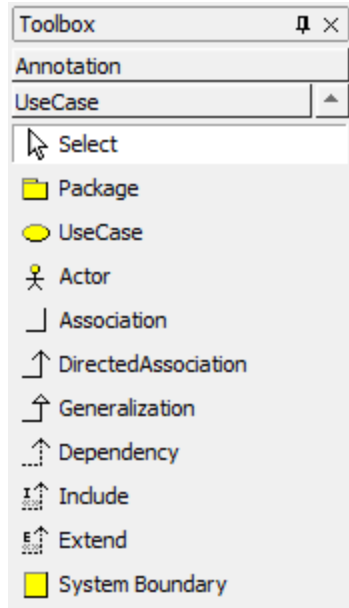 Toolbox
Annotation
UseCase
Select
Package
UseCase
Actor
Association
DirectedAssociation
Generalization
Dependency
I Include
E Extend
System Boundary